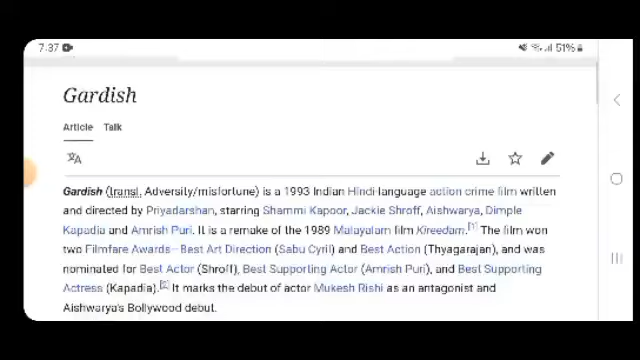 7.37
51%
Gardish
Article Talk
Gardish (transl. Adversity/misfortune) is a 1993 Indian Hindi-language action crime film written
and directed by Priyadarshan, starring Shammi Kapoor, Jackie Shroff, Aishwarya, Dimple
Kapadia and Amrish Puri. It is a remake of the 1989 Malayalam film Kireedam.[1] The film won
two Filmfare Awards—Best Art Direction (Sabu Cyril) and Best Action (Thyagarajan), and was
nominated for Best Actor (Shroff), Best Supporting Actor (Amrish Puri), and Best Supporting
Actress (Kapadia).[2] It marks the debut of actor Mukesh Rishi as an antagonist and
Aishwarya's Bollywood debut.